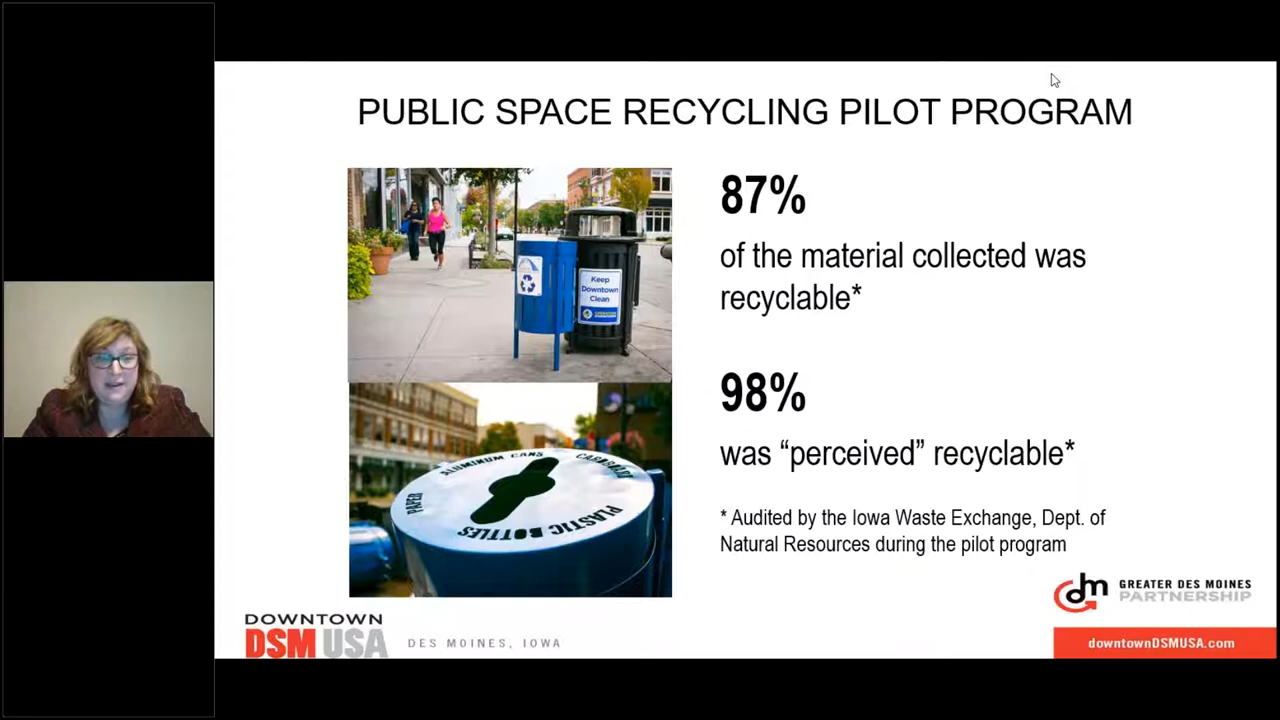 PUBLIC SPACE RECYCLING PILOT PROGRAM
87%
of the material collected was
recyclable*
Keep
Downtown
Clean
98%
was “perceived” recyclable*
ALUMINUM CANS
CARDBOARD
PAPER
PLASTIC BOTTLES
* Audited by the Iowa Waste Exchange, Dept. of
Natural Resources during the pilot program
dm
GREATER DES MOINES
PARTNERSHIP
DOWNTOWN
DSM USA
DES MOINES, IOWA
downtownDSMUSA.com